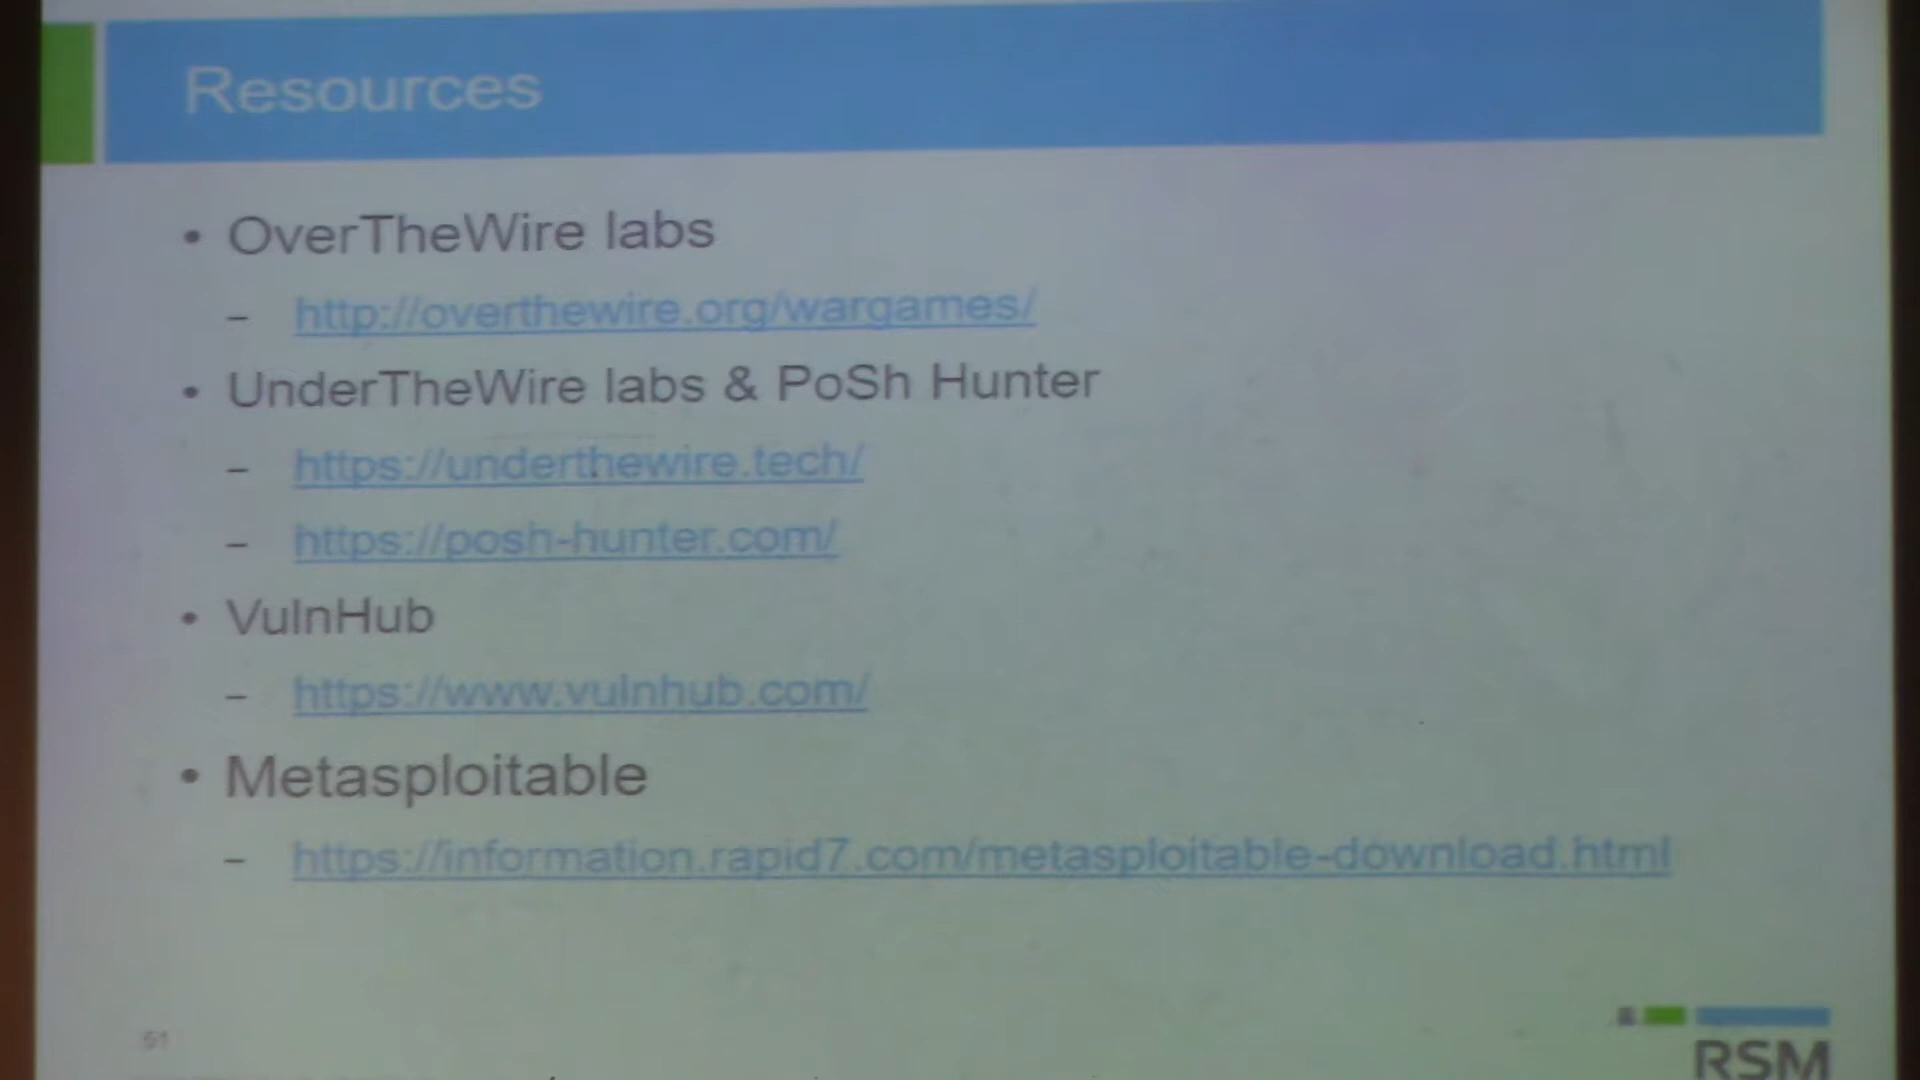 Resources
• OverTheWire labs
– http://overthewire.org/wargames/
• UnderTheWire labs & PoSh Hunter
– https://underthewire.tech/
– https://posh-hunter.com/
• VulnHub
– https://www.vulnhub.com/
• Metasploitable
– https://information.rapid7.com/metasploitable-download.html
51
RSM